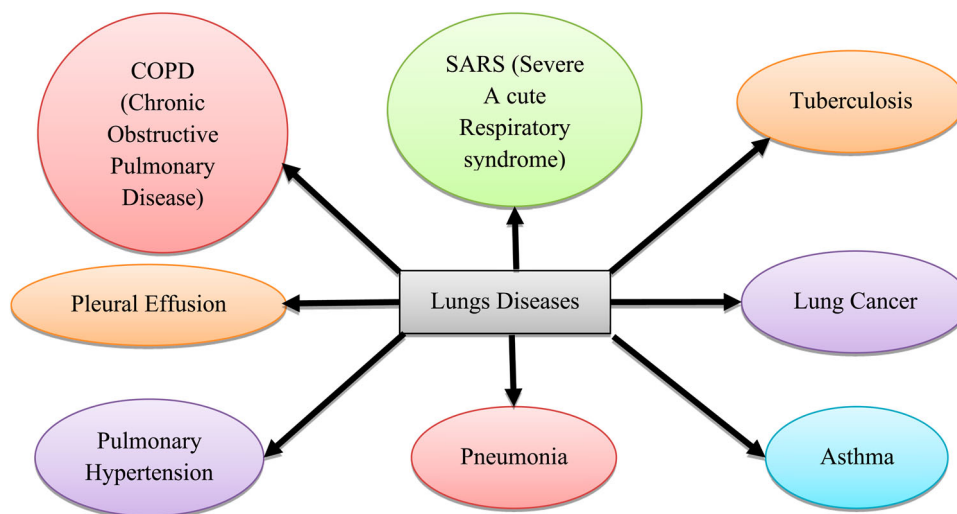 COPD
(Chronic
Obstructive
Pulmonary
Disease)
SARS (Severe
A cute
Respiratory
syndrome)
Tuberculosis
Pleural Effusion
Lungs Diseases
Lung Cancer
Pulmonary
Hypertension
Pneumonia
Asthma